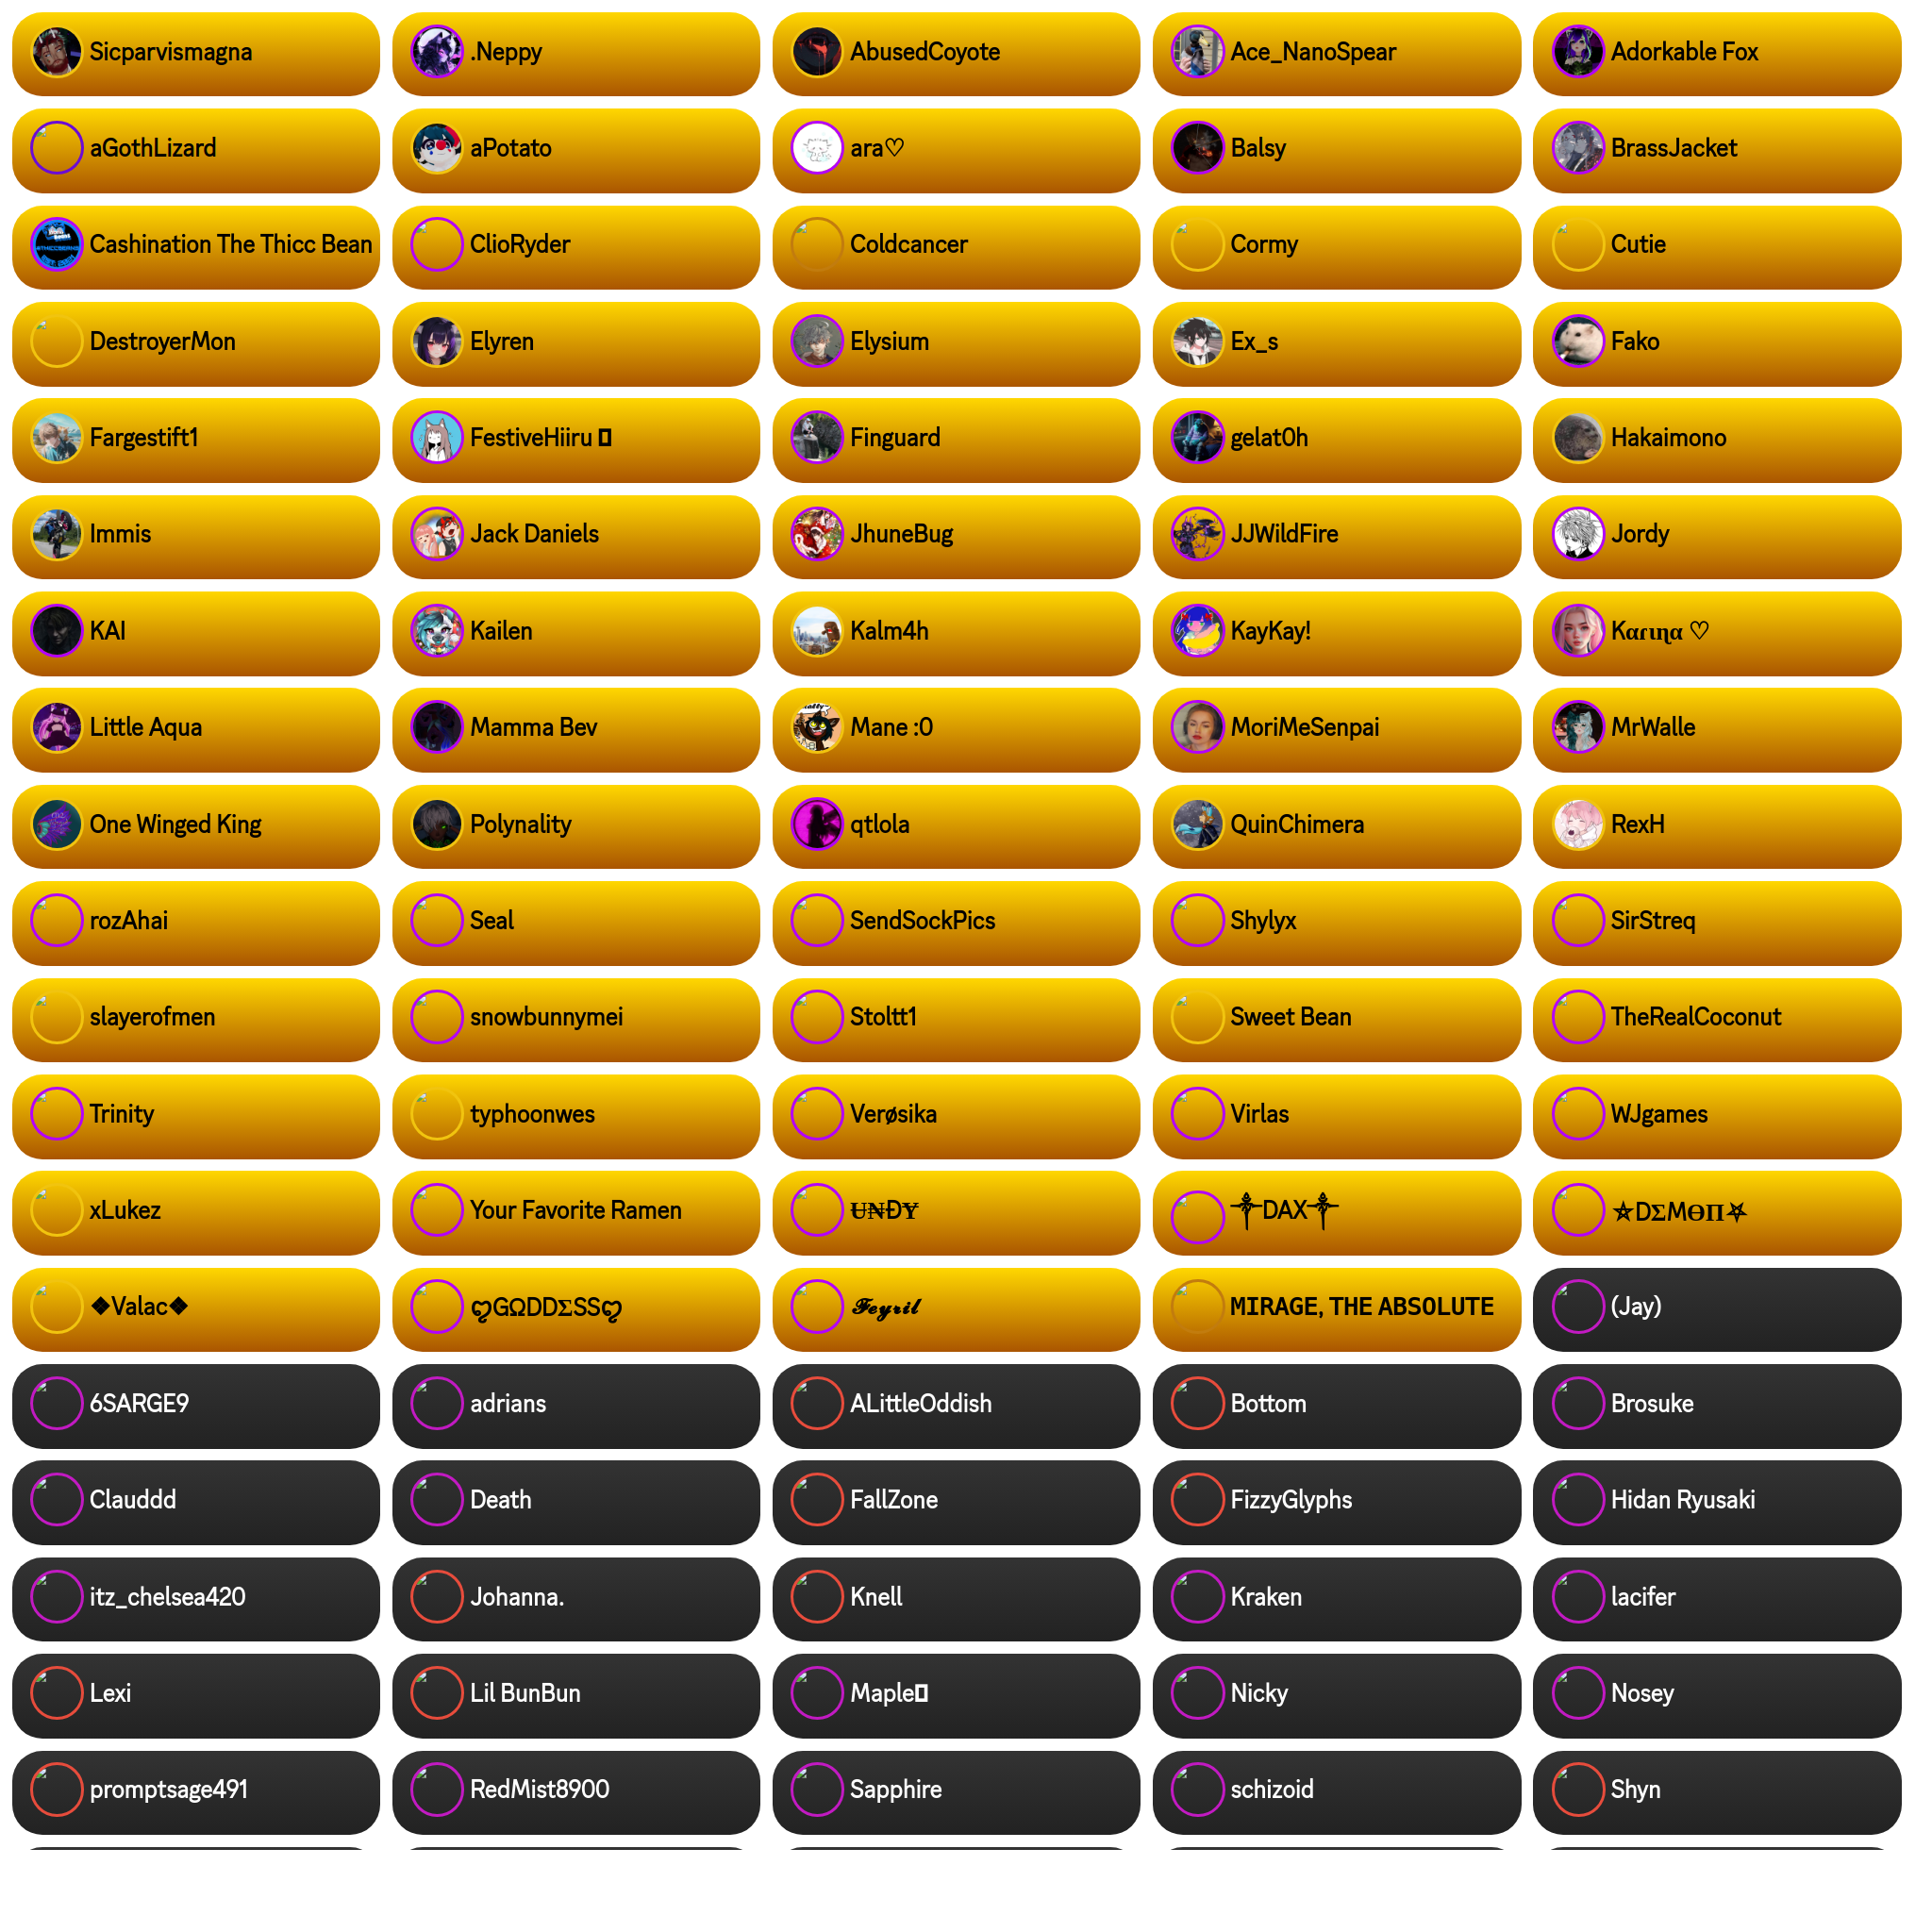 Sicparvismagna
.Neppy
AbusedCoyote
Ace_NanoSpear
Adorkable Fox
aGothLizard
aPotato
ara♡
Balsy
BrassJacket
Cashination The Thicc Bean
ClioRyder
Coldcancer
Cormy
Cutie
DestroyerMon
Elyren
Elysium
Ex_s
Fako
Fargestift1
FestiveHiiru
Finguard
gelat0h
Hakaimono
Immis
Jack Daniels
JhuneBug
JJWildFire
Jordy
KAI
Kailen
Kalm4h
KayKay!
Kαɾιɳα ♡
Little Aqua
Mamma Bev
Mane :0
MoriMeSenpai
MrWalle
One Winged King
Polynality
qtlola
QuinChimera
RexH
rozAhai
Seal
SendSockPics
Shylyx
SirStreq
slayerofmen
snowbunnymei
Stoltt1
Sweet Bean
TheRealCoconut
Trinity
typhoonwes
Verøsika
Virlas
WJgames
xLukez
Your Favorite Ramen
U̶₦ĐɎ
༒DAX༒
⛤DΣMӨΠ⛧
❖Valac❖
ღGΩDDΣSSღ
𝓕𝓮𝔂𝓻𝓲𝓵
𝗠𝗜𝗥𝗔𝗚𝗘, 𝗧𝗛𝗘 𝗔𝗕𝗦𝗢𝗟𝗨𝗧𝗘
(Jay)
6SARGE9
adrians
ALittleOddish
Bottom
Brosuke
Clauddd
Death
FallZone
FizzyGlyphs
Hidan Ryusaki
itz_chelsea420
Johanna.
Knell
Kraken
lacifer
Lexi
Lil BunBun
Maple
Nicky
Nosey
promptsage491
RedMist8900
Sapphire
schizoid
Shyn